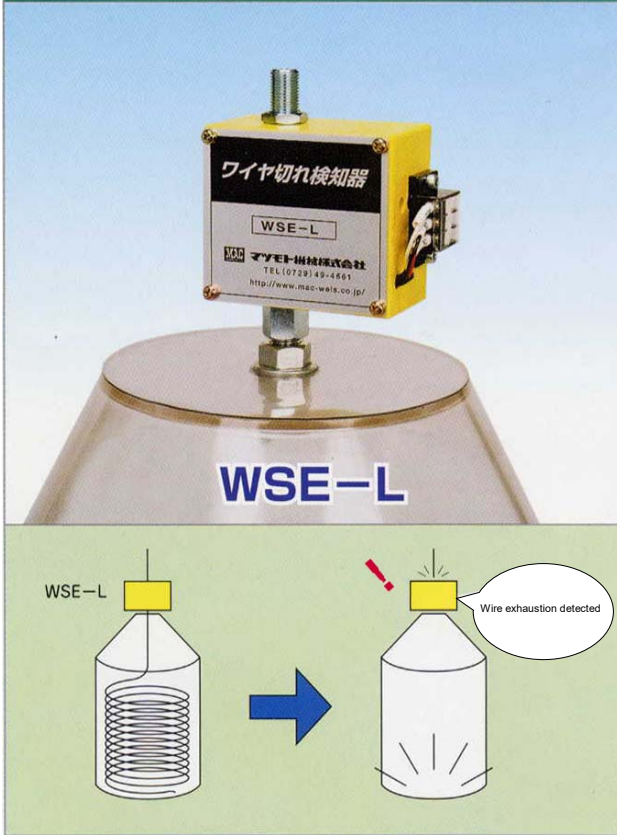 ワイヤ切れ検知器
WSE-L
MAC マツモト機械株式会社
TEL(0729)49-4561
http://www.mac-wels.co.jp/
WSE-L
WSE-L
!
Wire exhaustion detected